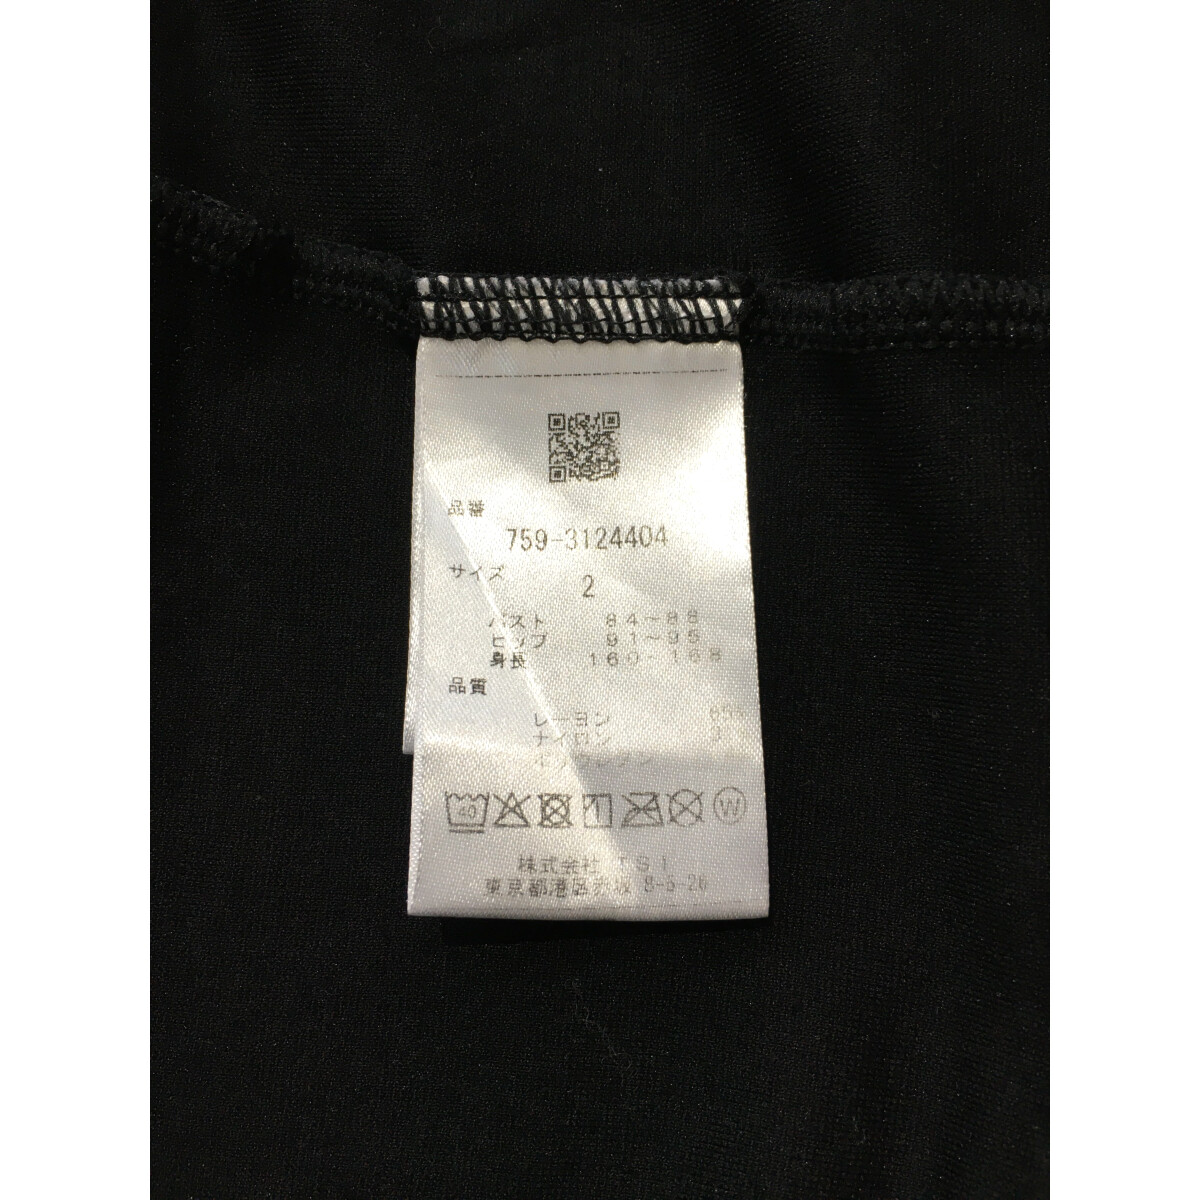 品番
759-3124404
サイズ
2
バスト 84~88
ヒップ 91~95
身長 160-168
品質
レーヨン 65
ナイロン
40
W
株式会社 TSI
東京都港区赤坂 8-5-26